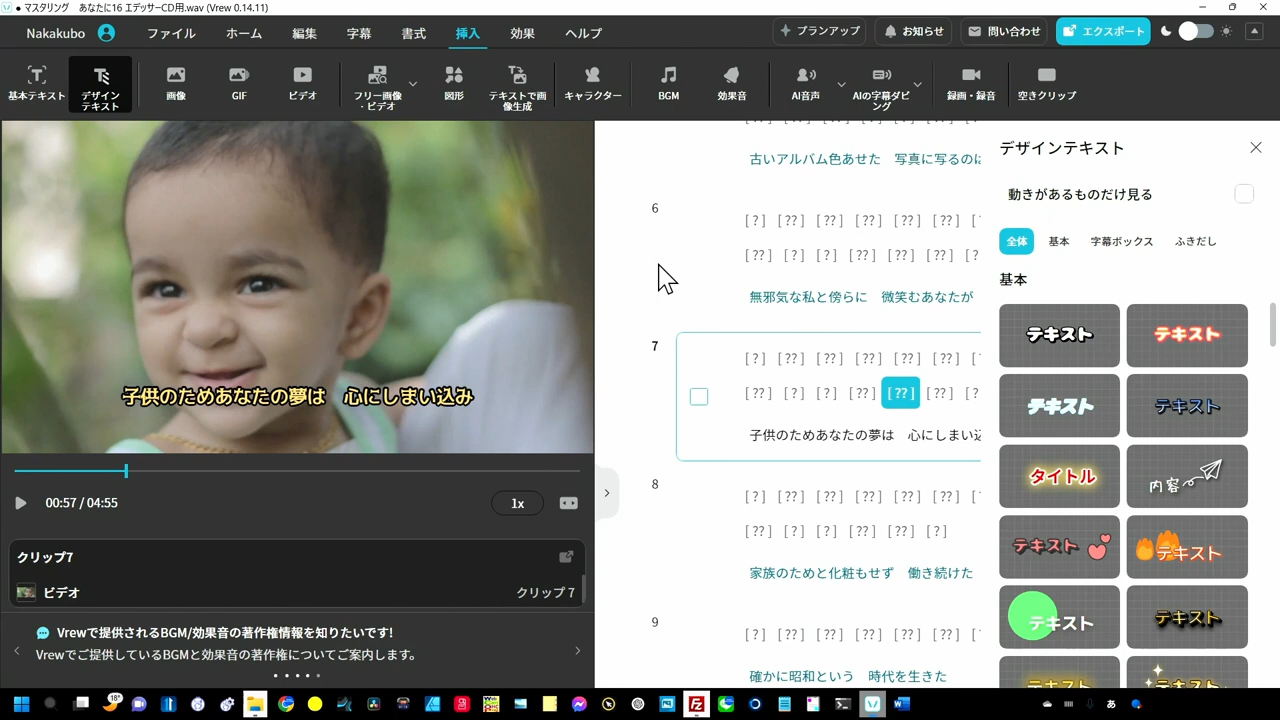 ● マスタリング　あなたに16 エデッサーCD用.wav (Vrew 0.14.11)
Nakakubo ファイル ホーム 編集 字幕 書式 挿入 効果 ヘルプ プランアップ お知らせ 問い合わせ エクスポート
基本テキスト デザインテキスト 画像 GIF ビデオ フリー画像・ビデオ 図形 テキストで画像生成 キャラクター BGM 効果音 AI音声 AIの字幕ダビング 録画・録音 空きクリップ
子供のためあなたの夢は　心にしまい込み
00:57 / 04:55 1x
クリップ7
ビデオ クリップ 7
Vrewで提供されるBGM/効果音の著作権情報を知りたいです!
Vrewでご提供しているBGMと効果音の著作権についてご案内します。
古いアルバム色あせた　写真に写るのは
6
[ ? ] [ ?? ] [ ?? ] [ ?? ] [ ?? ] [ ?? ]
[ ?? ] [ ? ] [ ? ] [ ?? ] [ ?? ] [ ?? ]
無邪気な私と傍らに　微笑むあなたが
7
[ ? ] [ ?? ] [ ?? ] [ ?? ] [ ?? ] [ ?? ]
[ ?? ] [ ? ] [ ? ] [ ?? ] [ ?? ] [ ?? ]
子供のためあなたの夢は　心にしまい込
8
[ ? ] [ ?? ] [ ?? ] [ ?? ] [ ?? ] [ ?? ]
[ ?? ] [ ? ] [ ? ] [ ?? ] [ ?? ] [ ? ]
家族のためと化粧もせず　働き続けた
9
[ ? ] [ ?? ] [ ?? ] [ ?? ] [ ?? ] [ ?? ]
確かに昭和という　時代を生きた
デザインテキスト
動きがあるものだけ見る
全体 基本 字幕ボックス ふきだし
基本
テキスト テキスト
テキスト テキスト
タイトル 内容
テキスト テキスト
テキスト テキスト
テキスト テキスト
18° あ